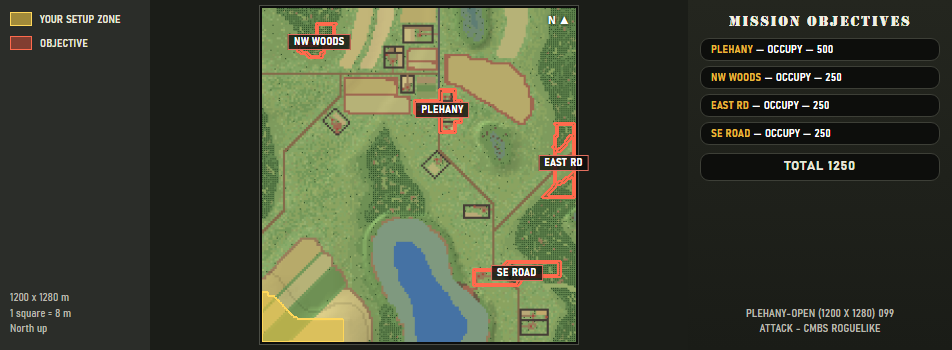 YOUR SETUP ZONE
OBJECTIVE
1200 x 1280 m
1 square = 8 m
North up
N ▲
NW WOODS
PLEHANY
EAST RD
SE ROAD
MISSION OBJECTIVES
PLEHANY — OCCUPY — 500
NW WOODS — OCCUPY — 250
EAST RD — OCCUPY — 250
SE ROAD — OCCUPY — 250
TOTAL 1250
PLEHANY-OPEN (1200 X 1280) 099
ATTACK - CMBS ROGUELIKE